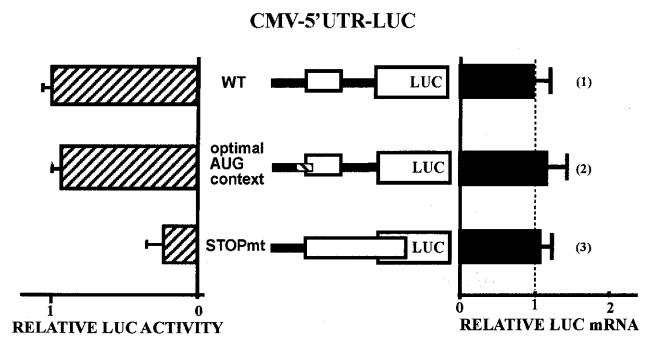 CMV-5'UTR-LUC
WT
LUC
(1)
optimal
AUG
context
LUC
(2)
STOPmt
LUC
(3)
1
0
0
1
2
RELATIVE LUC ACTIVITY
RELATIVE LUC mRNA